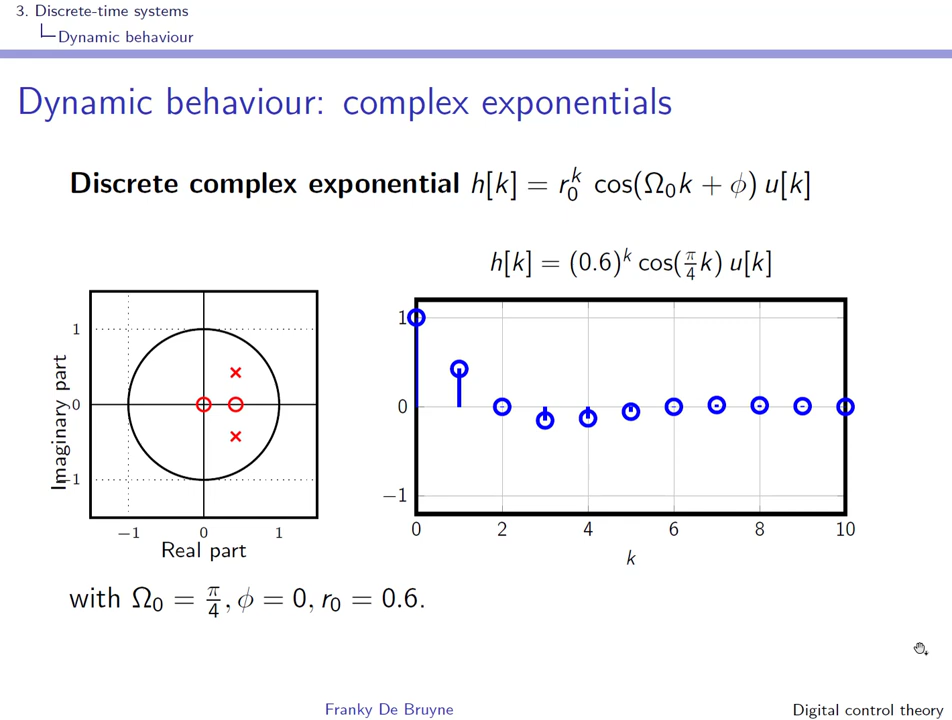 3. Discrete-time systems
Dynamic behaviour
Dynamic behaviour: complex exponentials
Discrete complex exponential h[k] = r₀ᵏ cos(Ω₀k + ϕ) u[k]
h[k] = (0.6)ᵏ cos(π/4 k) u[k]
1
0
−1
Imaginary part
−1 0 1
Real part
1
0
−1
0 2 4 6 8 10
k
with Ω₀ = π/4, ϕ = 0, r₀ = 0.6.
Franky De Bruyne
Digital control theory